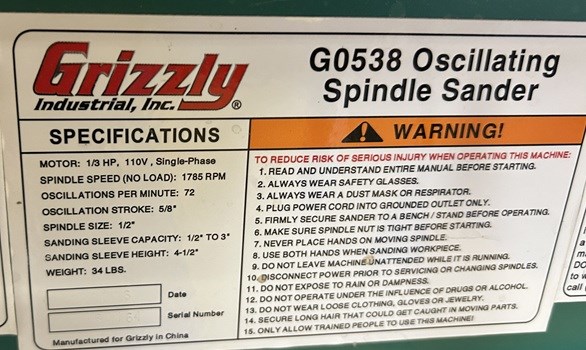 Grizzly
Industrial, Inc.®
G0538 Oscillating
Spindle Sander
SPECIFICATIONS
MOTOR: 1/3 HP, 110V, Single-Phase
SPINDLE SPEED (NO LOAD): 1785 RPM
OSCILLATIONS PER MINUTE: 72
OSCILLATION STROKE: 5/8"
SPINDLE SIZE: 1/2"
SANDING SLEEVE CAPACITY: 1/2" TO 3"
SANDING SLEEVE HEIGHT: 4-1/2"
WEIGHT: 34 LBS.
Date
Serial Number
Manufactured for Grizzly in China
WARNING!
TO REDUCE RISK OF SERIOUS INJURY WHEN OPERATING THIS MACHINE:
1. READ AND UNDERSTAND ENTIRE MANUAL BEFORE STARTING.
2. ALWAYS WEAR SAFETY GLASSES.
3. ALWAYS WEAR A DUST MASK OR RESPIRATOR.
4. PLUG POWER CORD INTO GROUNDED OUTLET ONLY.
5. FIRMLY SECURE SANDER TO A BENCH / STAND BEFORE OPERATING.
6. MAKE SURE SPINDLE NUT IS TIGHT BEFORE STARTING.
7. NEVER PLACE HANDS ON MOVING SPINDLE.
8. USE BOTH HANDS WHEN SANDING WORKPIECE.
9. DO NOT LEAVE MACHINE UNATTENDED WHILE IT IS RUNNING.
10. DISCONNECT POWER PRIOR TO SERVICING OR CHANGING SPINDLES.
11. DO NOT EXPOSE TO RAIN OR DAMPNESS.
12. DO NOT OPERATE UNDER THE INFLUENCE OF DRUGS OR ALCOHOL.
13. DO NOT WEAR LOOSE CLOTHING, GLOVES OR JEWELRY.
14. SECURE LONG HAIR THAT COULD GET CAUGHT IN MOVING PARTS.
15. ONLY ALLOW TRAINED PEOPLE TO USE THIS MACHINE!